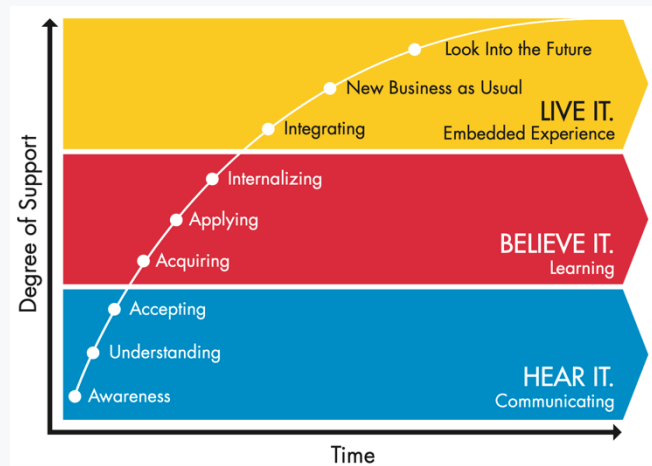 Degree of Support
Look Into the Future
New Business as Usual
LIVE IT.
Integrating
Embedded Experience
Internalizing
Applying
BELIEVE IT.
Acquiring
Learning
Accepting
Understanding
HEAR IT.
Awareness
Communicating
Time